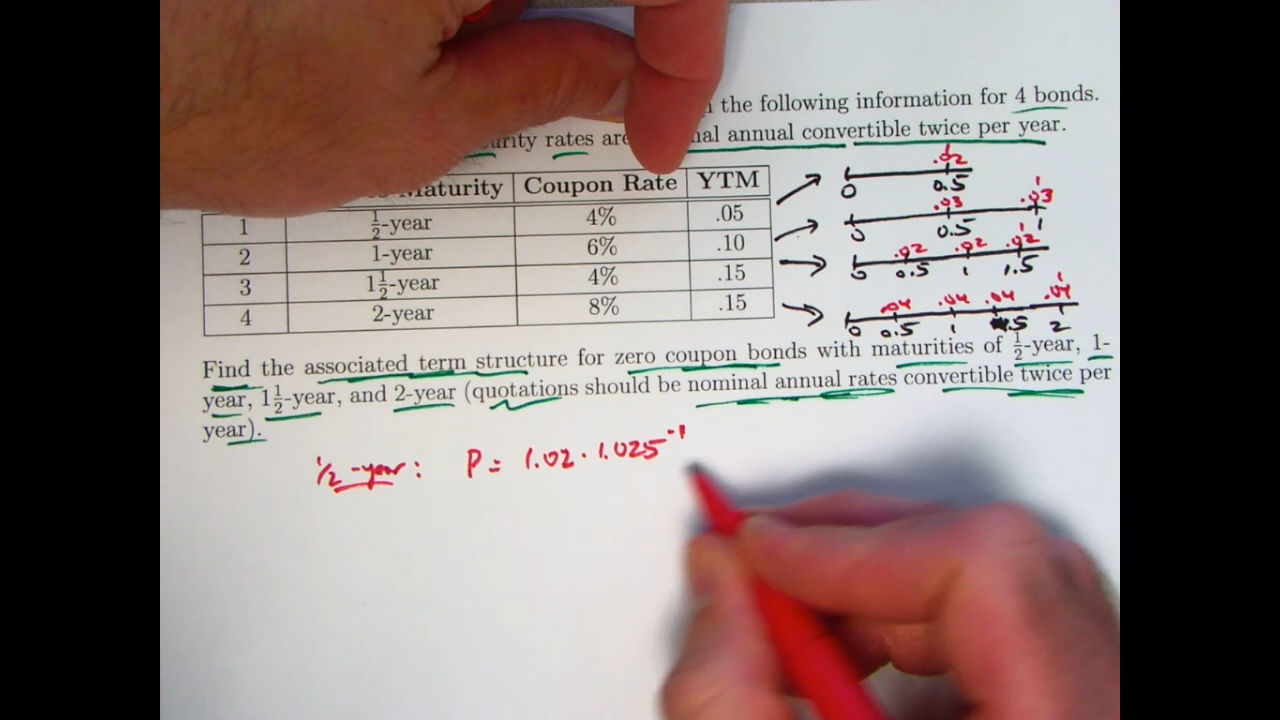 the following information for 4 bonds.
rates are annual convertible twice per year.
Maturity | Coupon Rate | YTM
1 | ½-year | 4% | .05
2 | 1-year | 6% | .10
3 | 1½-year | 4% | .15
4 | 2-year | 8% | .15
.02
0 0.5
.03 1 .03
0 0.5 1
.02 .02 1 .02
0 0.5 1 1.5
.04 .04 .04 1 .04
0 0.5 1 .5 2
Find the associated term structure for zero coupon bonds with maturities of ½-year, 1-
year, 1½-year, and 2-year (quotations should be nominal annual rates convertible twice per
year).
½-year: P = 1.02 · 1.025⁻¹